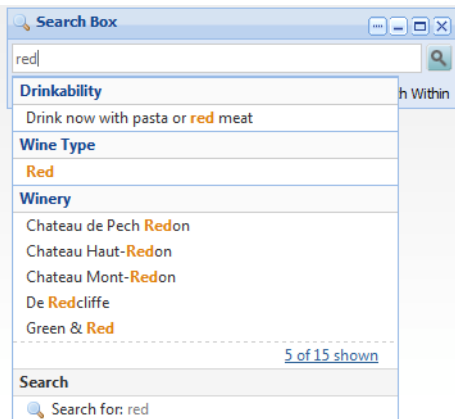 Search Box
red
h Within
Drinkability
Drink now with pasta or red meat
Wine Type
Red
Winery
Chateau de Pech Redon
Chateau Haut-Redon
Chateau Mont-Redon
De Redcliffe
Green & Red
5 of 15 shown
Search
Search for: red